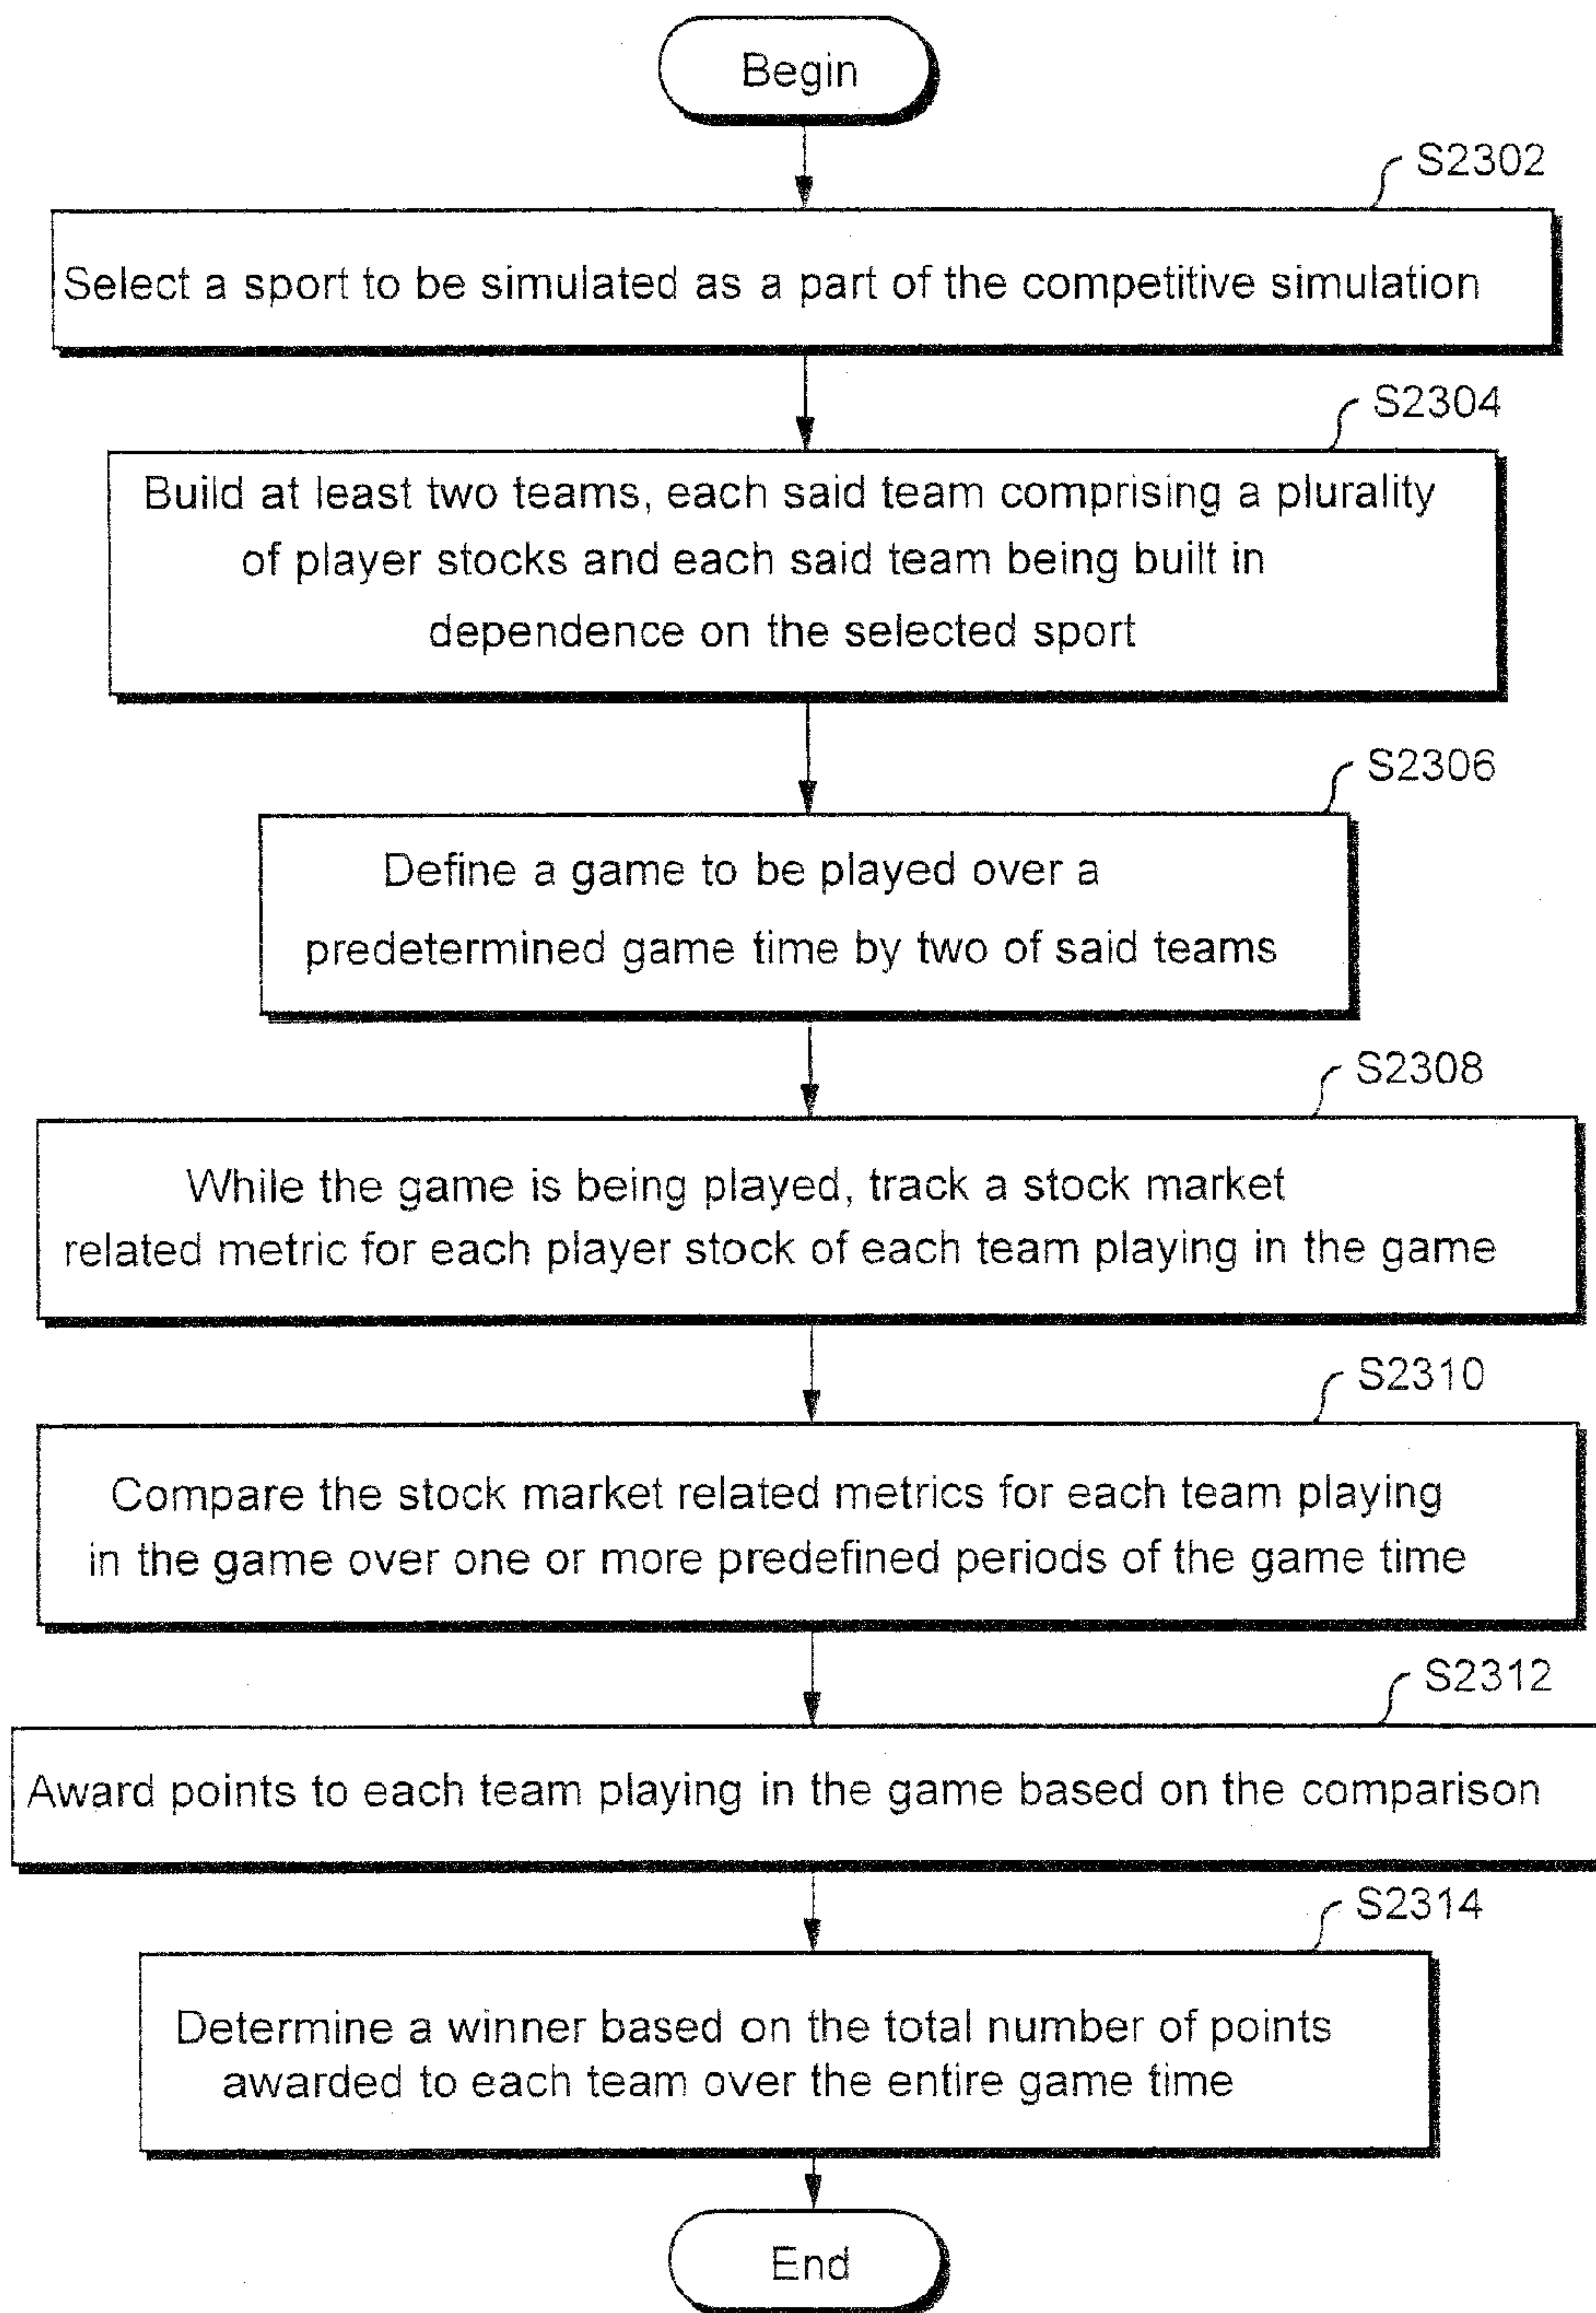 Begin
S2302
Select a sport to be simulated as a part of the competitive simulation
S2304
Build at least two teams, each said team comprising a plurality
of player stocks and each said team being built in
dependence on the selected sport
S2306
Define a game to be played over a
predetermined game time by two of said teams
S2308
While the game is being played, track a stock market
related metric for each player stock of each team playing in the game
S2310
Compare the stock market related metrics for each team playing
in the game over one or more predefined periods of the game time
S2312
Award points to each team playing in the game based on the comparison
S2314
Determine a winner based on the total number of points
awarded to each team over the entire game time
End